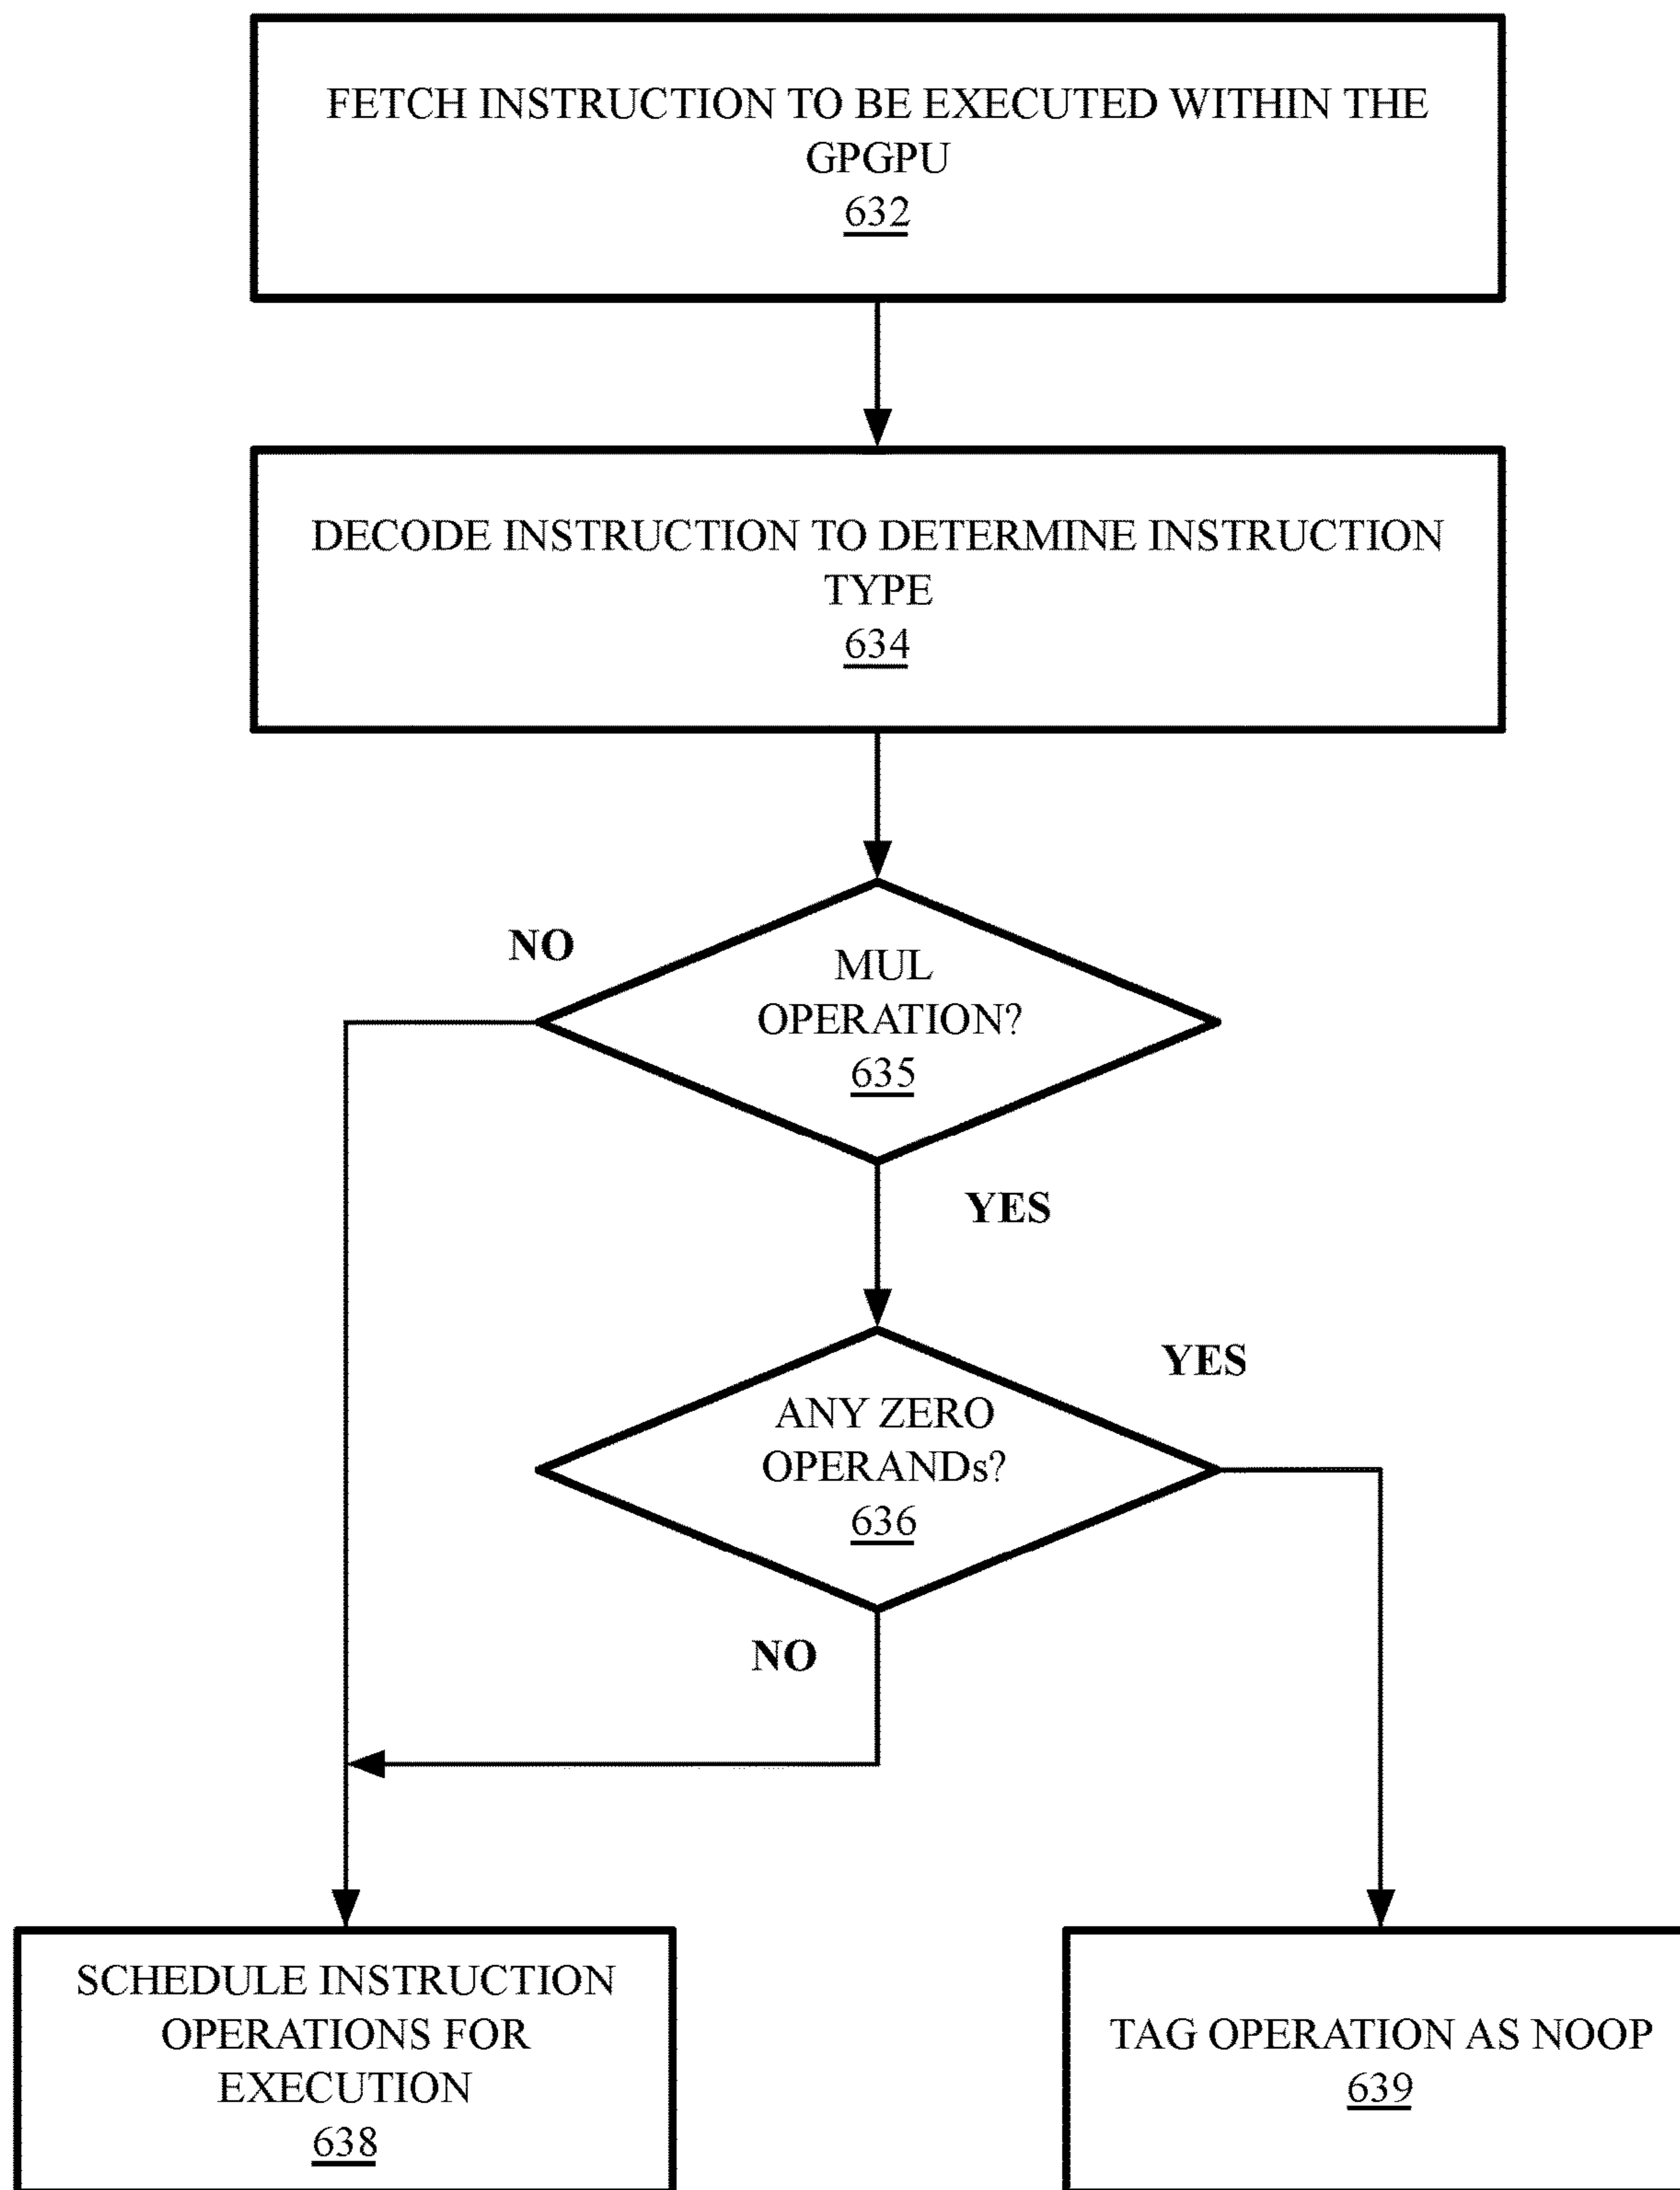 FETCH INSTRUCTION TO BE EXECUTED WITHIN THE
GPGPU
632
DECODE INSTRUCTION TO DETERMINE INSTRUCTION
TYPE
634
NO
MUL
OPERATION?
635
YES
YES
ANY ZERO
OPERANDs?
636
NO
SCHEDULE INSTRUCTION
OPERATIONS FOR
EXECUTION
638
TAG OPERATION AS NOOP
639